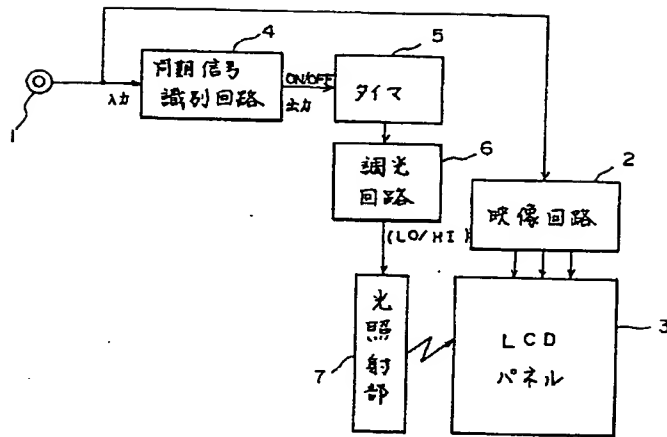 4
5
同期信号
識別回路
入力
ON/OFF
出力
タイマ
1
6
調光
回路
2
映像回路
(LO/HI)
光
照
射
部
7
LCD
パネル
3